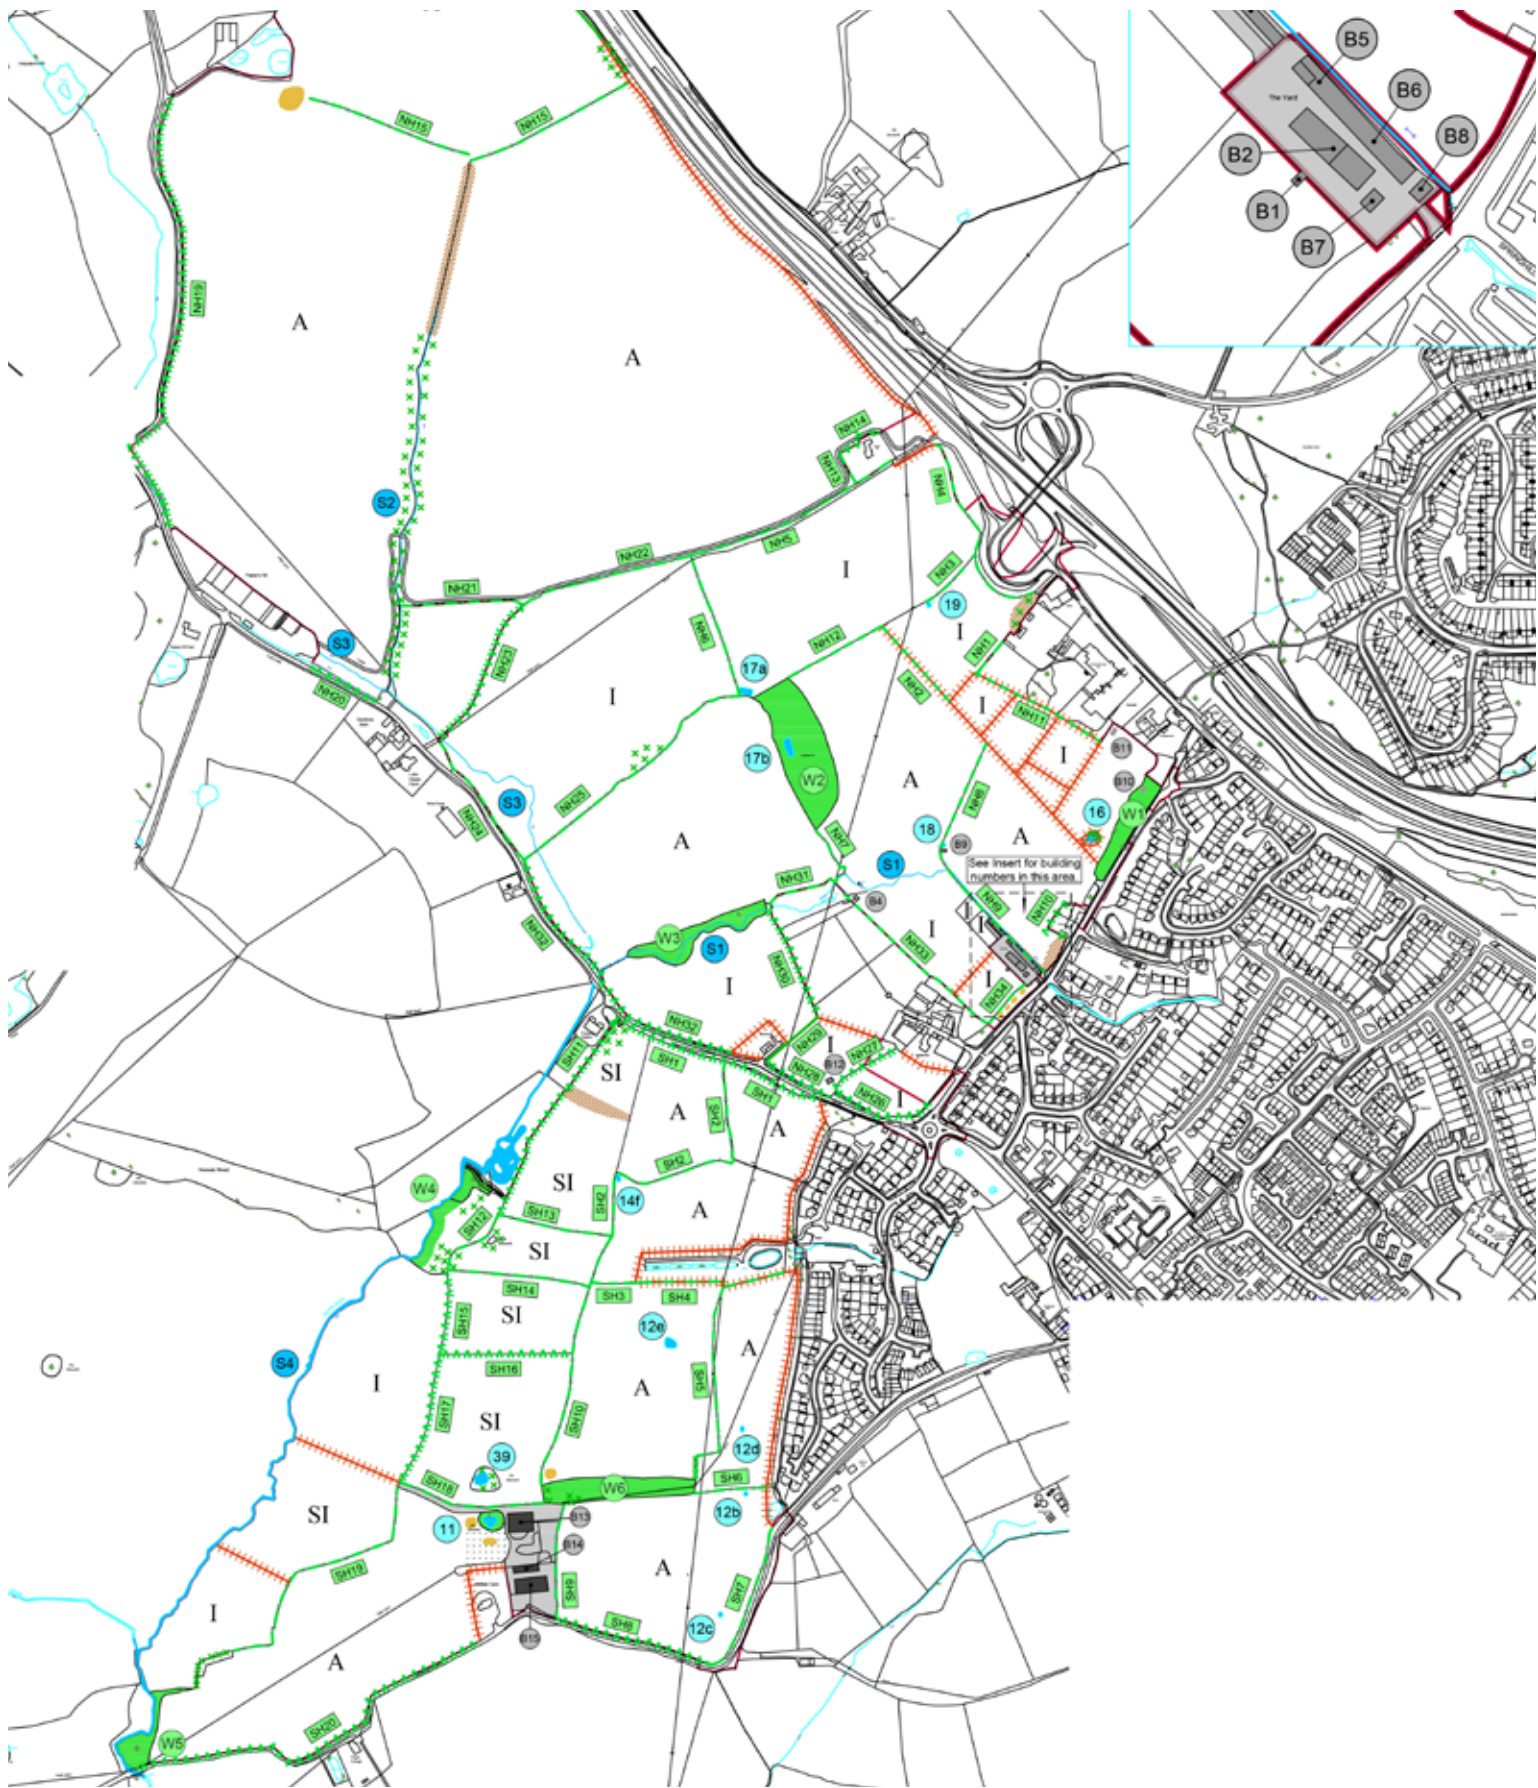 B5
The Yard
B6
B8
B2
B1
B7
NH15
NH15
NH19
A
A
NH14
NH13
NH4
S2
NH22
NH5
I
NH3
NH21
19
I
S3
NH6
NH12
NH1
NH23
17a
NH2
NH20
I
I
NH11
I
B11
17b
W2
A
B10
S3
NH25
NH8
16
W1
NH24
18
A
A
NH7
B9
S1
See Insert for building
numbers in this area
NH31
B4
NH9
NH10
I
I
I
NH32
W3
S1
NH33
NH30
I
I
NH34
NH32
SH11
SH1
NH29
I
NH27
SI
B12
NH28
SH1
I
NH26
A
SH2
A
SH2
W4
SI
14f
SH2
A
SH12
SH13
SI
SH14
SH3
SH4
SH15
SI
12e
A
S4
SH16
I
A
SH5
SH17
SI
SH10
39
12d
SH18
W6
SH6
SI
12b
11
B13
B14
SH19
A
SH9
SH7
I
SH8
12c
B15
A
SH20
W5